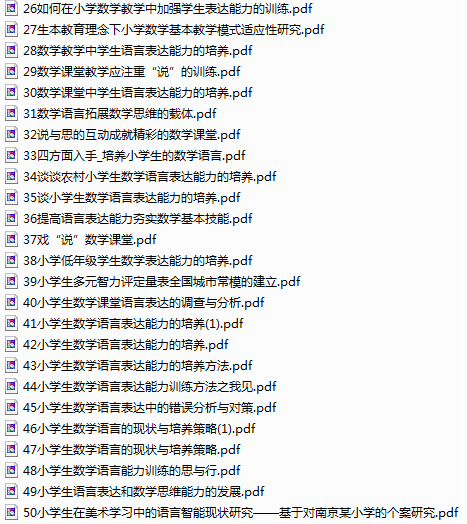 26如何在小学数学教学中加强学生表达能力的训练.pdf
27生本教育理念下小学数学基本教学模式适应性研究.pdf
28数学教学中学生语言表达能力的培养.pdf
29数学课堂教学应注重“说”的训练.pdf
30数学课堂中学生语言表达能力的培养.pdf
31数学语言拓展数学思维的载体.pdf
32说与思的互动成就精彩的数学课堂.pdf
33四方面入手_培养小学生的数学语言.pdf
34谈谈农村小学生数学语言表达能力的培养.pdf
35谈小学生数学语言表达能力的培养.pdf
36提高语言表达能力夯实数学基本技能.pdf
37戏“说”数学课堂.pdf
38小学低年级学生数学表达能力的培养.pdf
39小学生多元智力评定量表全国城市常模的建立.pdf
40小学生数学课堂语言表达的调查与分析.pdf
41小学生数学语言表达能力的培养(1).pdf
42小学生数学语言表达能力的培养.pdf
43小学生数学语言表达能力的培养方法.pdf
44小学生数学语言表达能力训练方法之我见.pdf
45小学生数学语言表达中的错误分析与对策.pdf
46小学生数学语言的现状与培养策略(1).pdf
47小学生数学语言的现状与培养策略.pdf
48小学生数学语言能力训练的思与行.pdf
49小学生语言表达和数学思维能力的发展.pdf
50小学生在美术学习中的语言智能现状研究——基于对南京某小学的个案研究.pdf